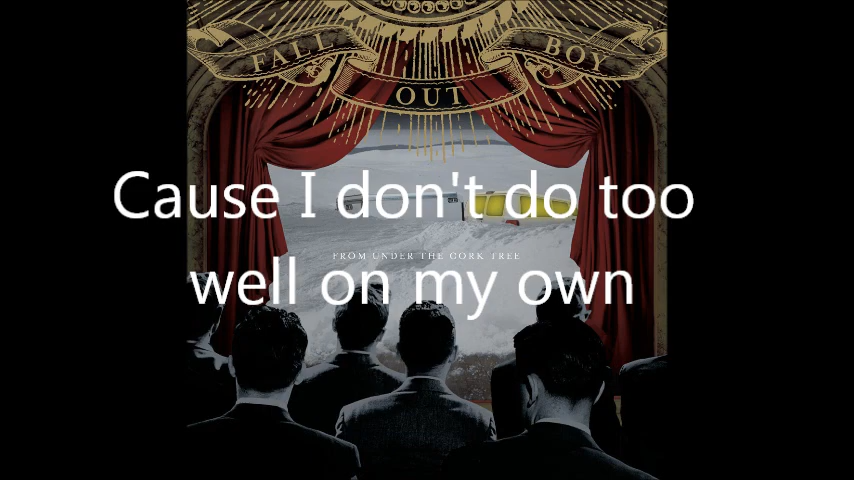 FALL OUT BOY
Cause I don't do too
FROM UNDER THE CORK TREE
well on my own